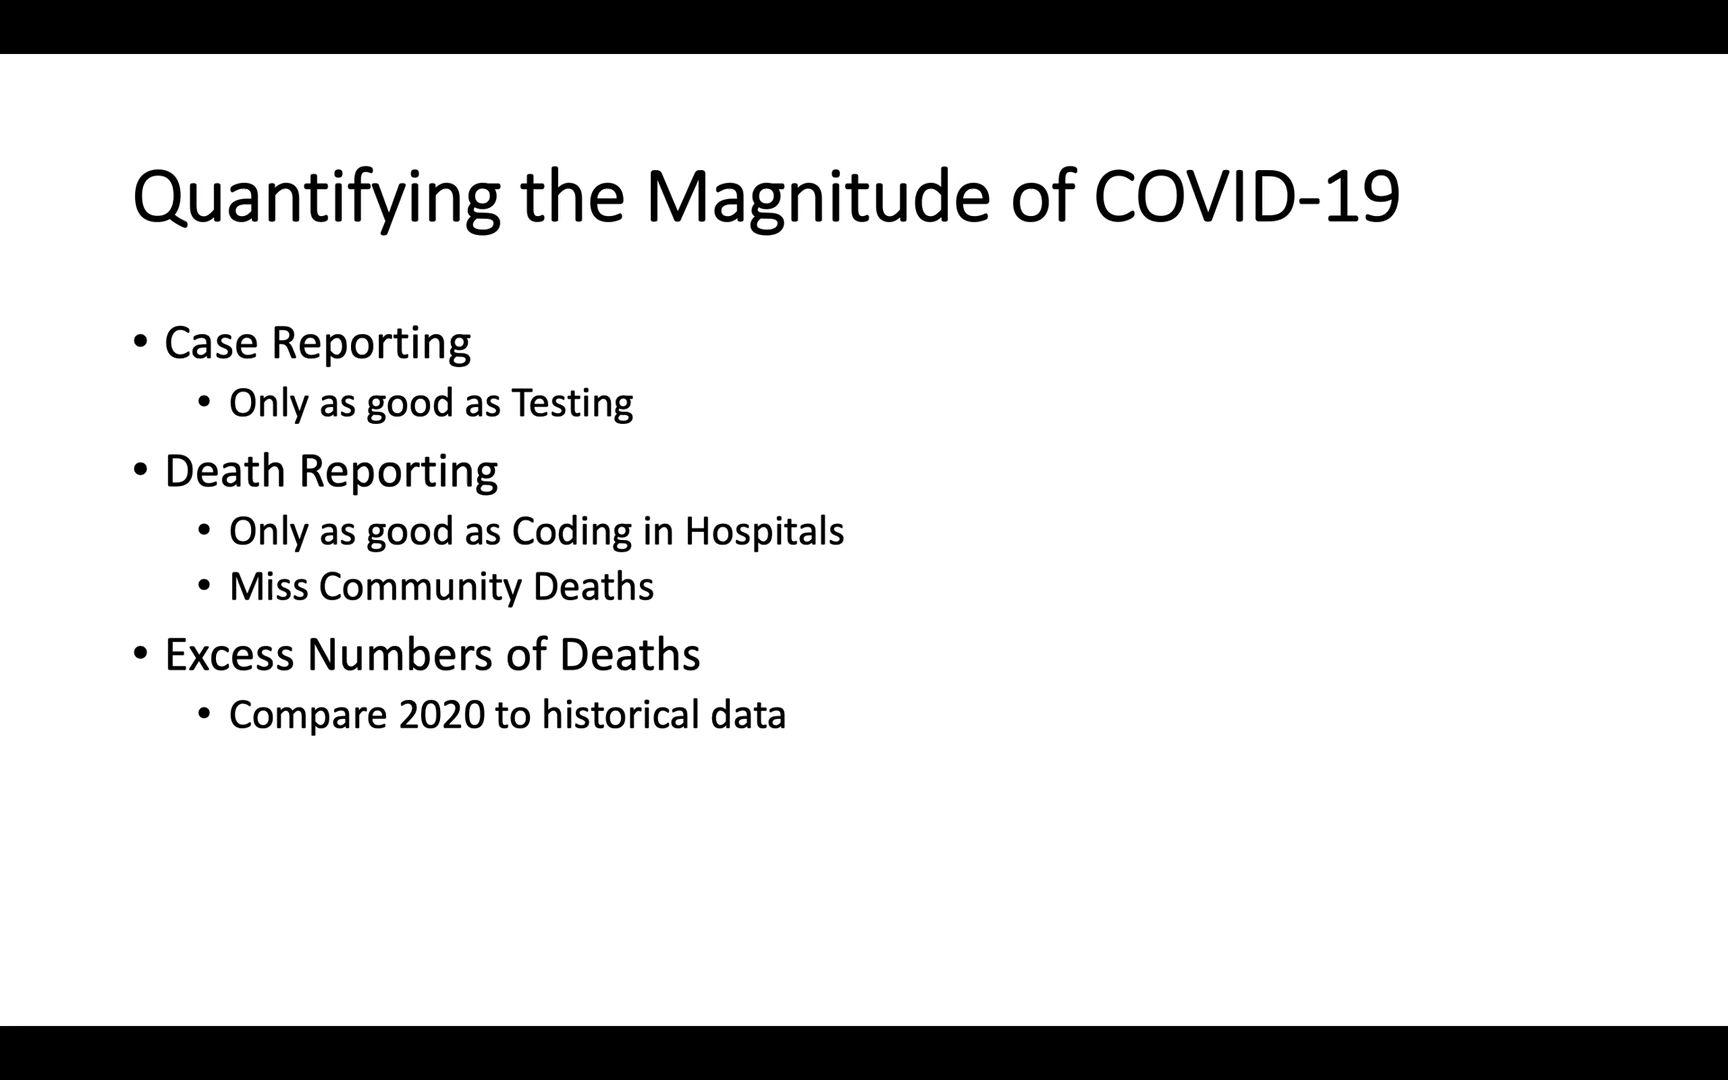 Quantifying the Magnitude of COVID-19
• Case Reporting
• Only as good as Testing
• Death Reporting
• Only as good as Coding in Hospitals
• Miss Community Deaths
• Excess Numbers of Deaths
• Compare 2020 to historical data